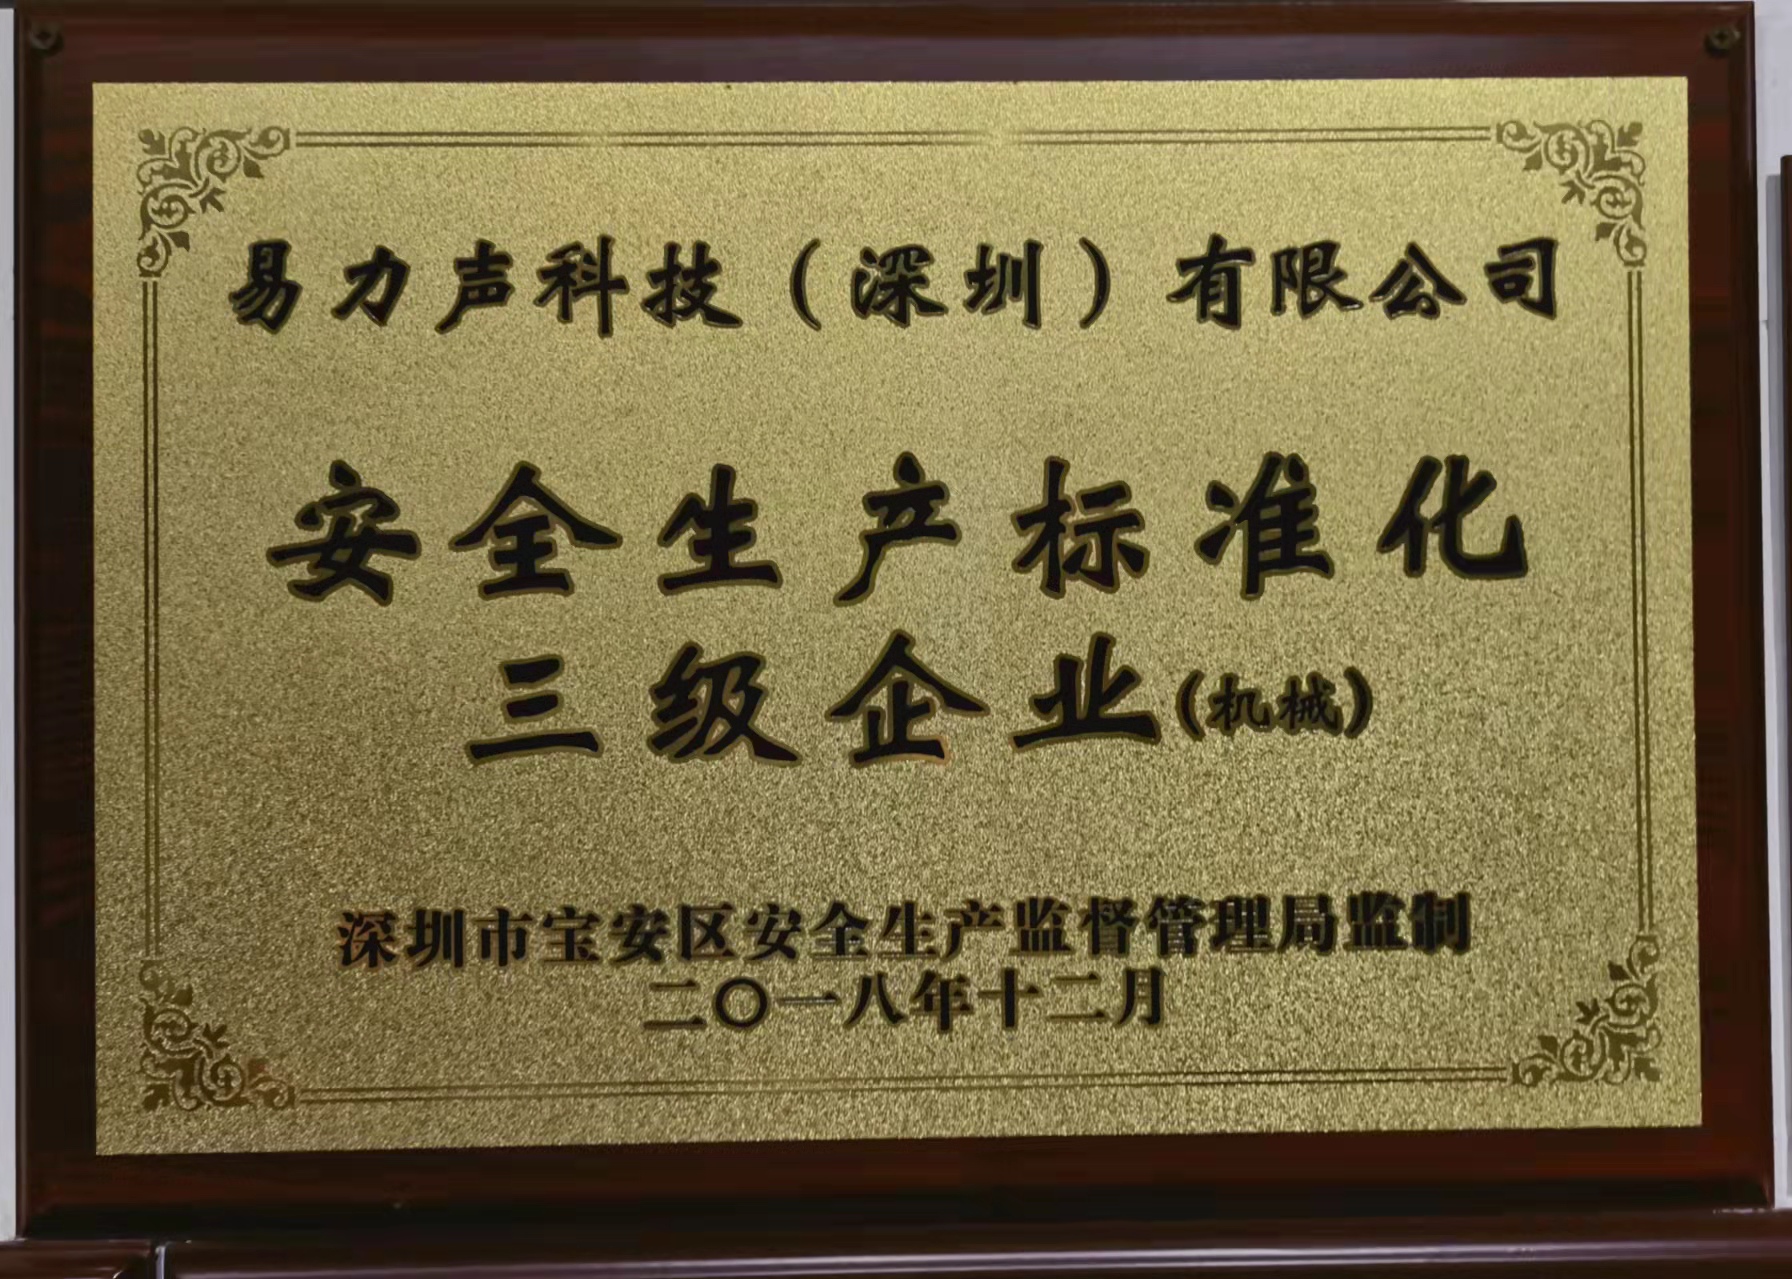 易力声科技（深圳）有限公司
安全生产标准化
三级企业(机械)
深圳市宝安区安全生产监督管理局监制
二〇一八年十二月